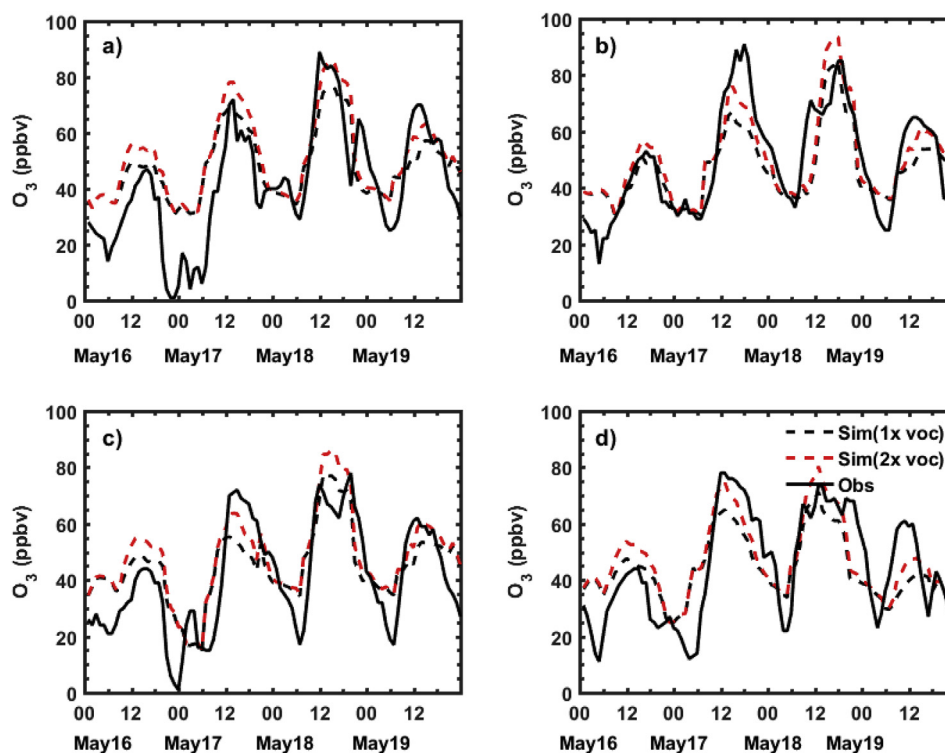 a)
O3 (ppbv)
100
80
60
40
20
0
00 12 00 12 00 12 00 12
May16 May17 May18 May19
b)
O3 (ppbv)
100
80
60
40
20
0
00 12 00 12 00 12 00 12
May16 May17 May18 May19
c)
O3 (ppbv)
100
80
60
40
20
0
00 12 00 12 00 12 00 12
May16 May17 May18 May19
d)
Sim(1x voc)
Sim(2x voc)
Obs
O3 (ppbv)
100
80
60
40
20
0
00 12 00 12 00 12 00 12
May16 May17 May18 May19